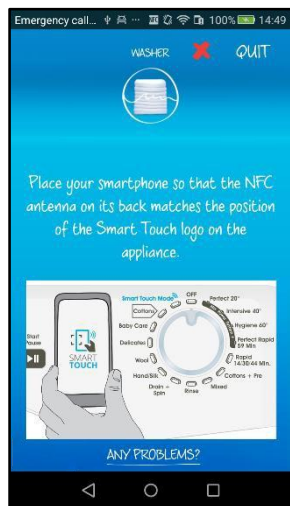 Emergency call... 100% 14:49
WASHER QUIT
Place your smartphone so that the NFC
antenna on its back matches the position
of the Smart Touch logo on the
appliance.
Smart Touch Mode
OFF
Perfect 20°
Cottons
Intensive 40'
Baby Care
Hygiene 60°
Start
Pause
Delicates
Perfect Rapid
59 Min
SMART
TOUCH
Wool
Rapid
14/30/44 Min.
Hand/Silk
Cottons + Pre
Drain +
Spin
Rinse
Mixed
ANY PROBLEMS?